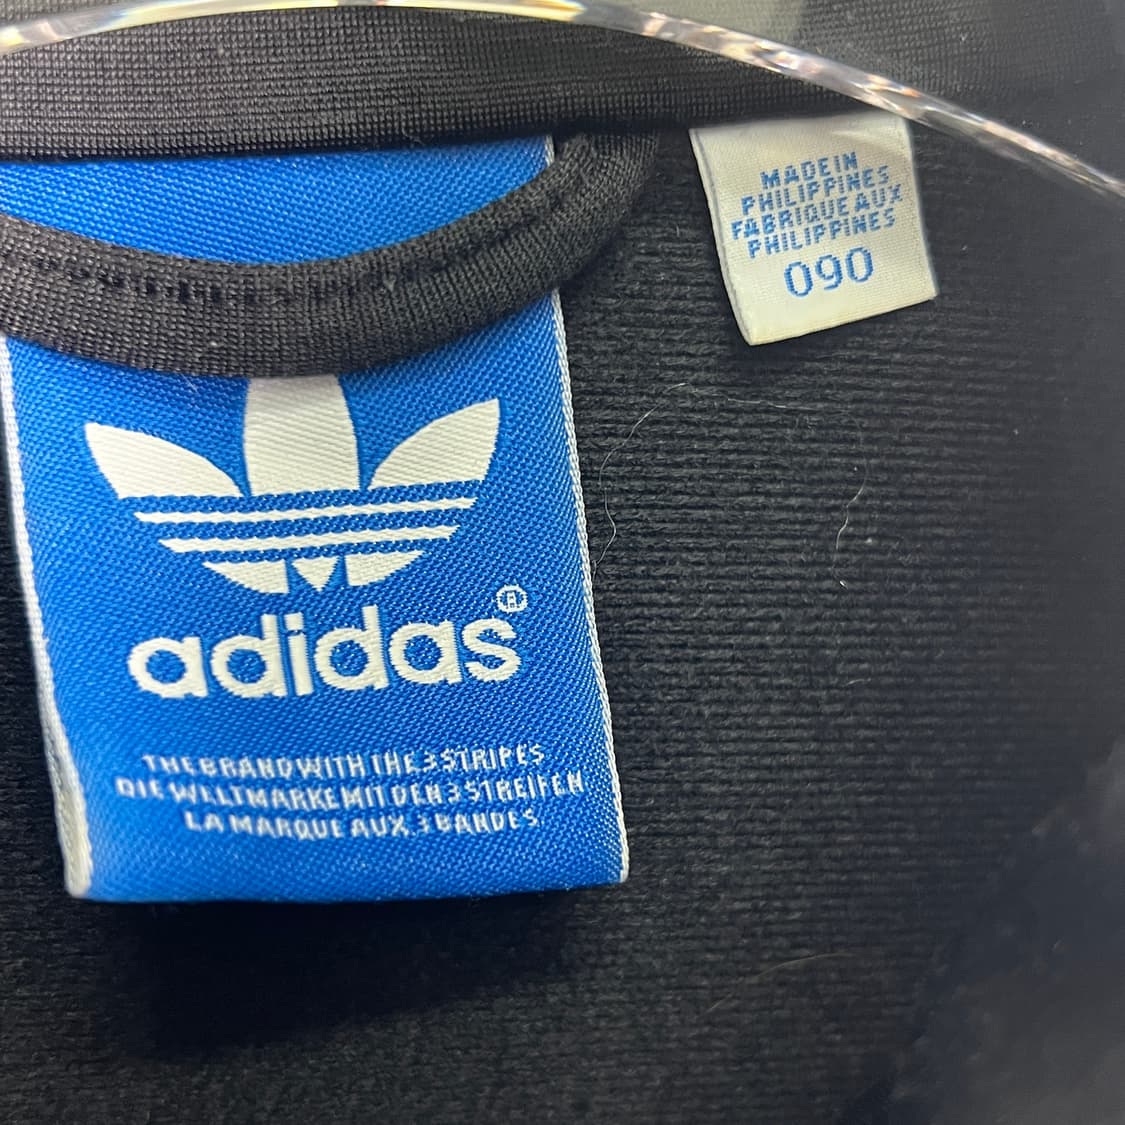 adidas®
THE BRAND WITH THE 3 STRIPES
DIE WELTMARKE MIT DEN 3 STREIFEN
LA MARQUE AUX 3 BANDES
MADE IN
PHILIPPINES
FABRIQUE AUX
PHILIPPINES
090